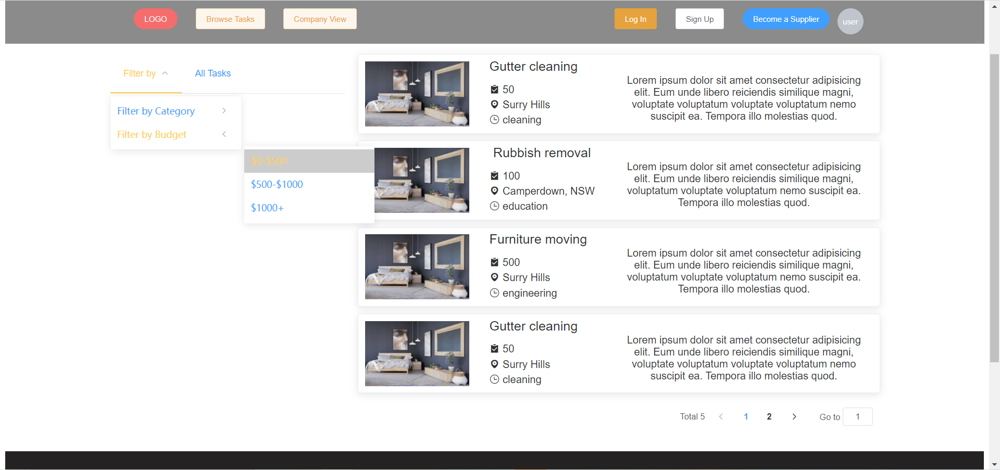 LOGO
Browse Tasks
Company View
Log In
Sign Up
Become a Supplier
user
Filter by
All Tasks
Filter by Category
Filter by Budget
$0-$500
$500-$1000
$1000+
Gutter cleaning
50
Surry Hills
cleaning
Lorem ipsum dolor sit amet consectetur adipisicing
elit. Eum unde libero reiciendis similique magni,
voluptate voluptatum voluptate voluptatum nemo
suscipit ea. Tempora illo molestias quod.
Rubbish removal
100
Camperdown, NSW
education
Lorem ipsum dolor sit amet consectetur adipisicing
elit. Eum unde libero reiciendis similique magni,
voluptatum voluptate voluptatum nemo suscipit ea.
Tempora illo molestias quod.
Furniture moving
500
Surry Hills
engineering
Lorem ipsum dolor sit amet consectetur adipisicing
elit. Eum unde libero reiciendis similique magni,
voluptatum voluptate voluptatum nemo suscipit ea.
Tempora illo molestias quod.
Gutter cleaning
50
Surry Hills
cleaning
Lorem ipsum dolor sit amet consectetur adipisicing
elit. Eum unde libero reiciendis similique magni,
voluptate voluptatum voluptate voluptatum nemo
suscipit ea. Tempora illo molestias quod.
Total 5
1
2
Go to
1